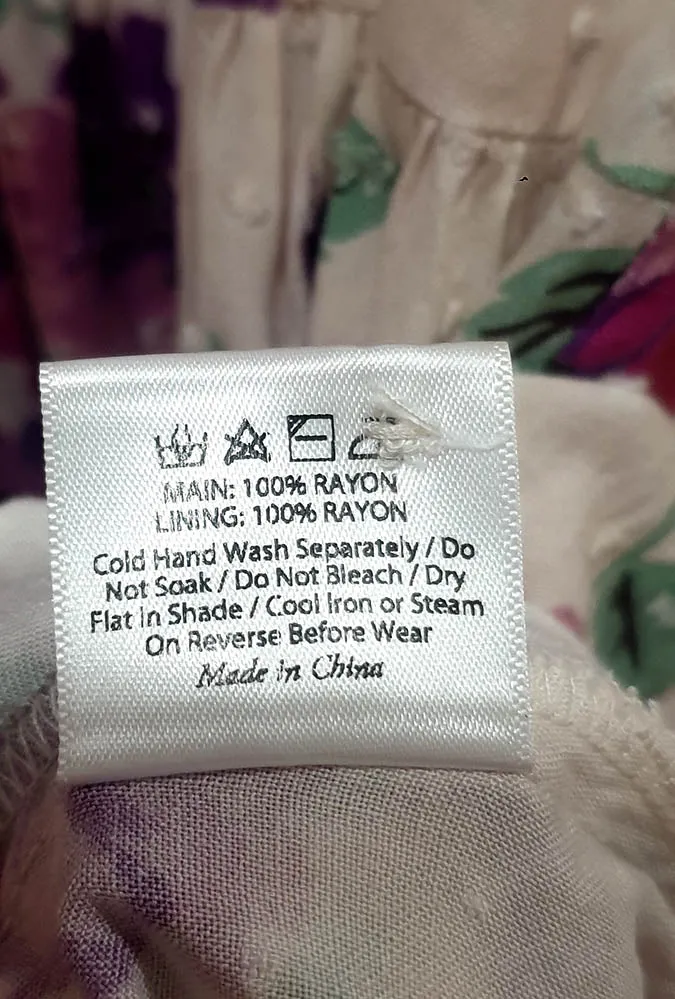 MAIN: 100% RAYON
LINING: 100% RAYON
Cold Hand Wash Separately / Do
Not Soak / Do Not Bleach / Dry
Flat in Shade / Cool Iron or Steam
On Reverse Before Wear
Made in China